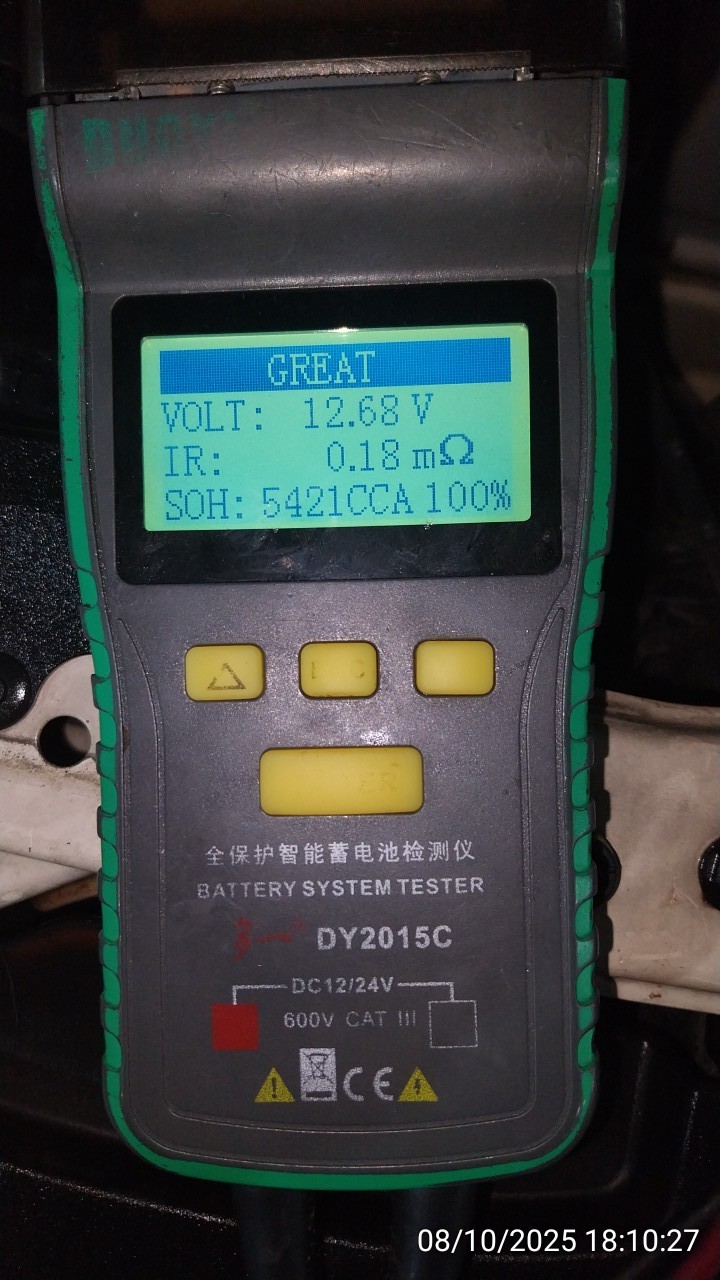 GREAT
VOLT: 12.68 V
IR: 0.18 mΩ
SOH: 5421CCA 100%
全保护智能蓄电池检测仪
BATTERY SYSTEM TESTER
DY2015C
DC12/24V
600V CAT III
CE
08/10/2025 18:10:27